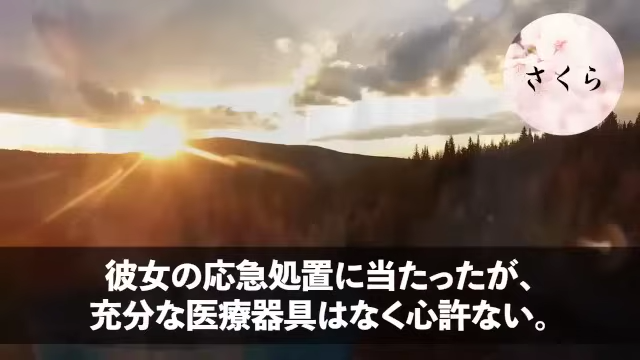 さくら
彼女の応急処置に当たったが、
充分な医療器具はなく心許ない。